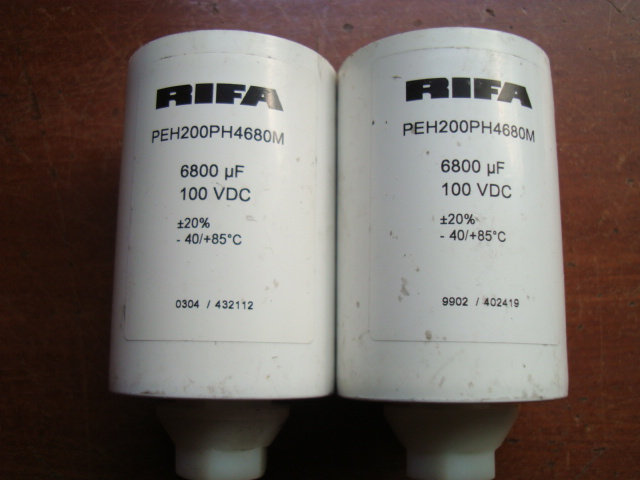 RIFA
PEH200PH4680M
6800 µF
100 VDC
±20%
- 40/+85°C
0304 / 432112
RIFA
PEH200PH4680M
6800 µF
100 VDC
±20%
- 40/+85°C
9902 / 402419